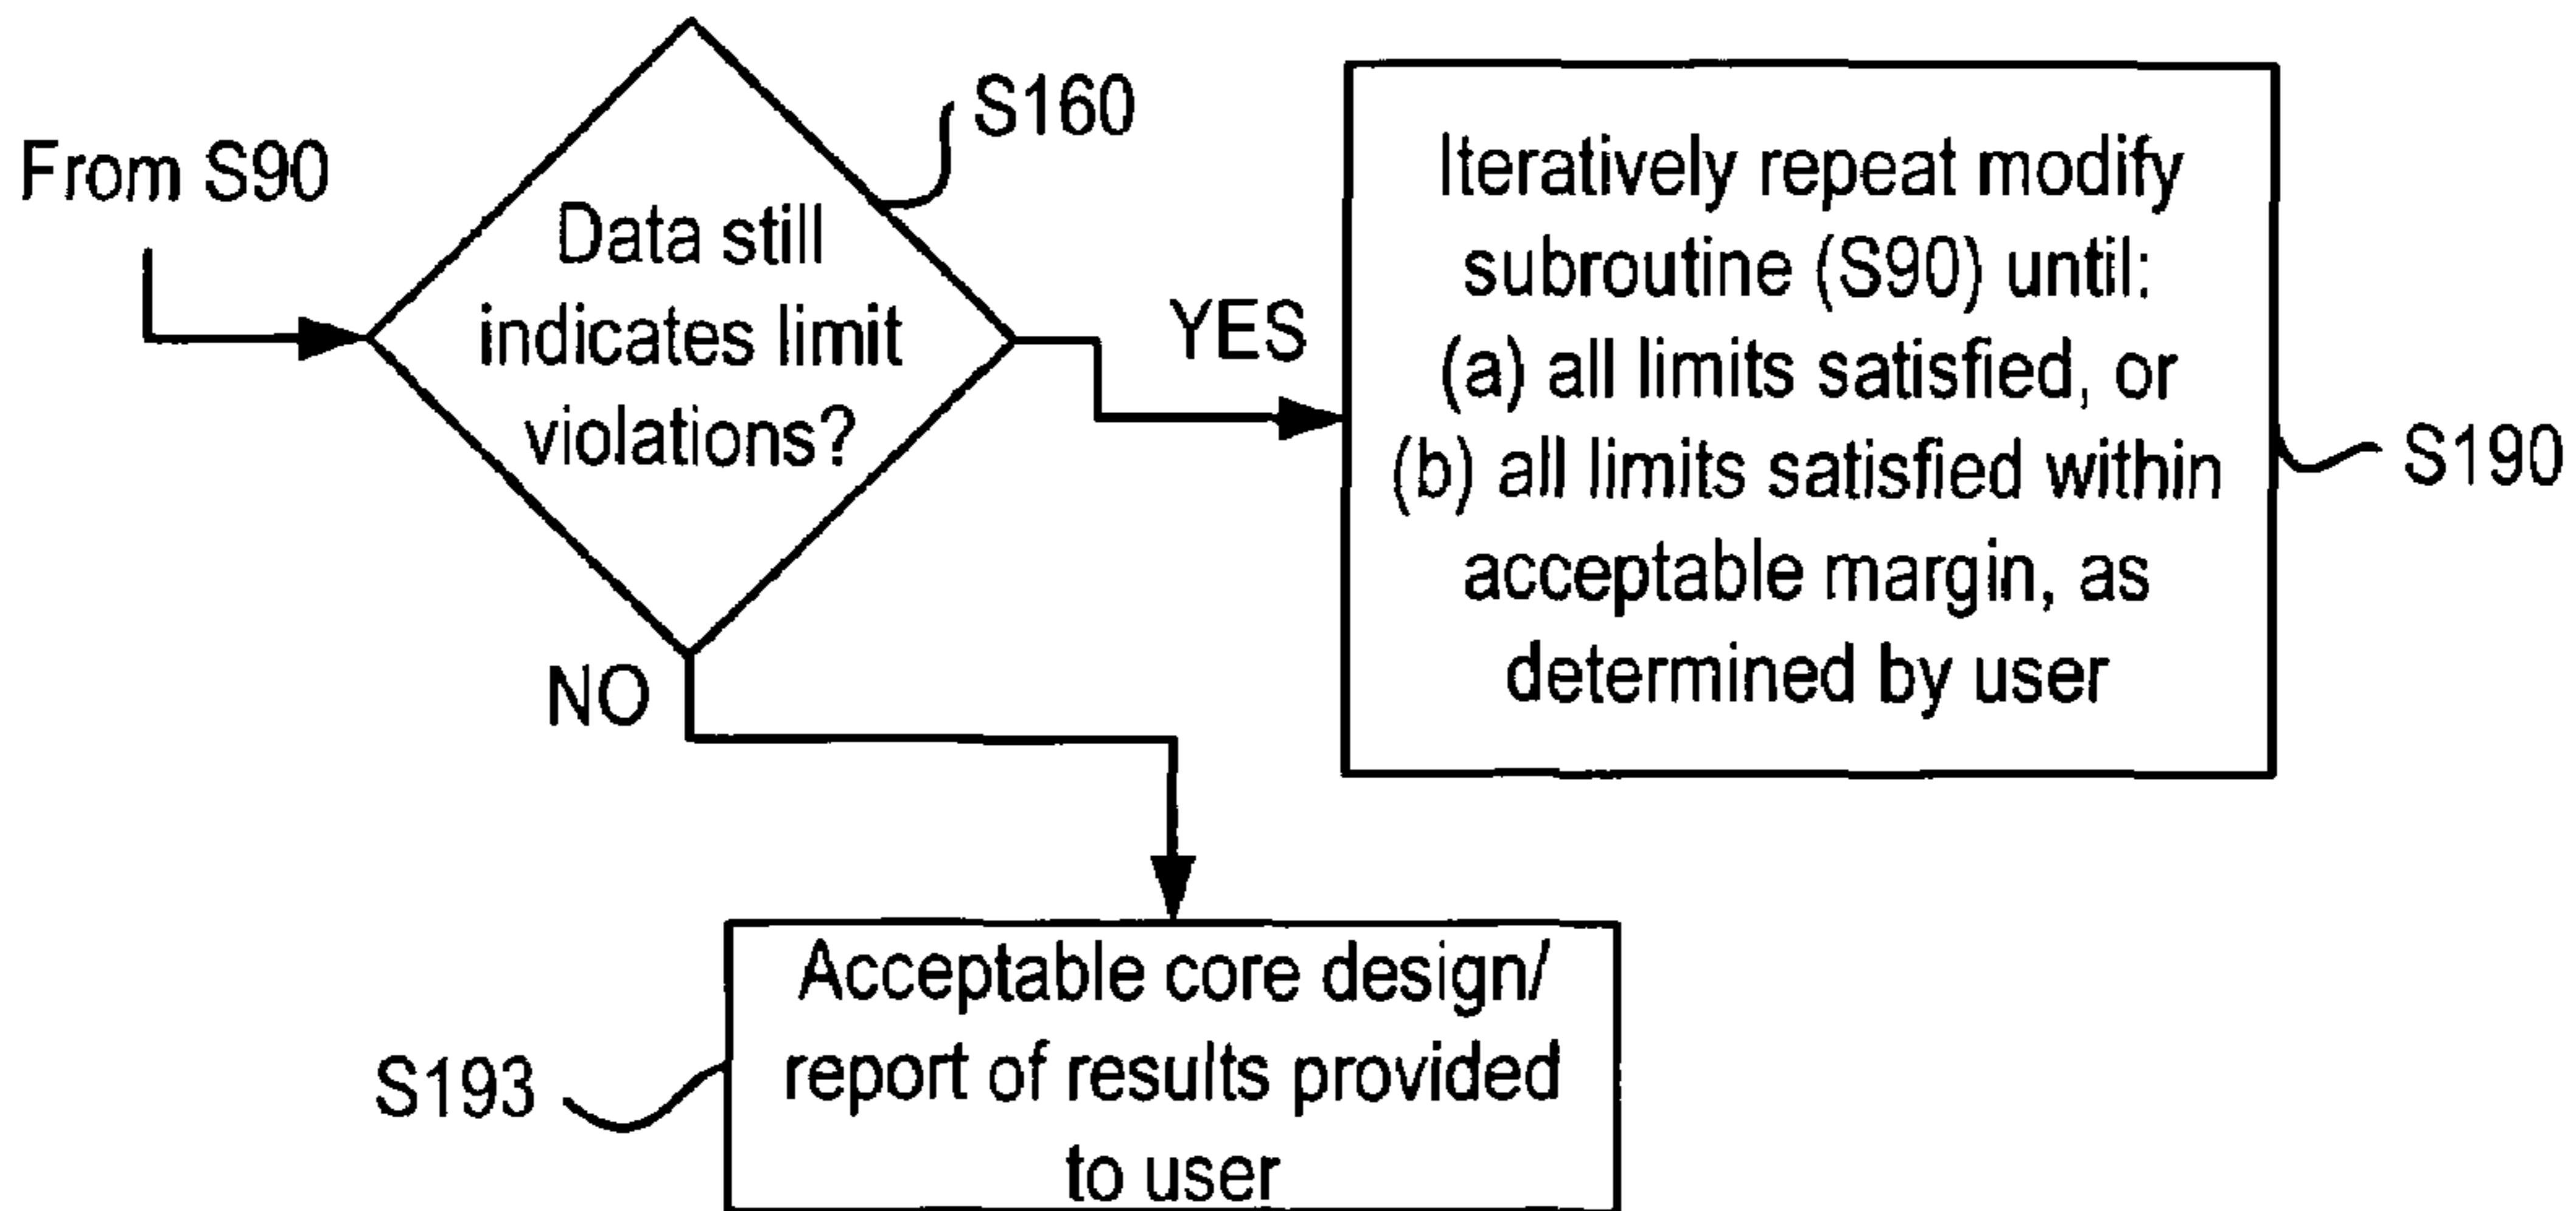 From S90
Data still
indicates limit
violations?
S160
YES
Iteratively repeat modify
subroutine (S90) until:
(a) all limits satisfied, or
(b) all limits satisfied within
acceptable margin, as
determined by user
S190
NO
Acceptable core design/
report of results provided
to user
S193